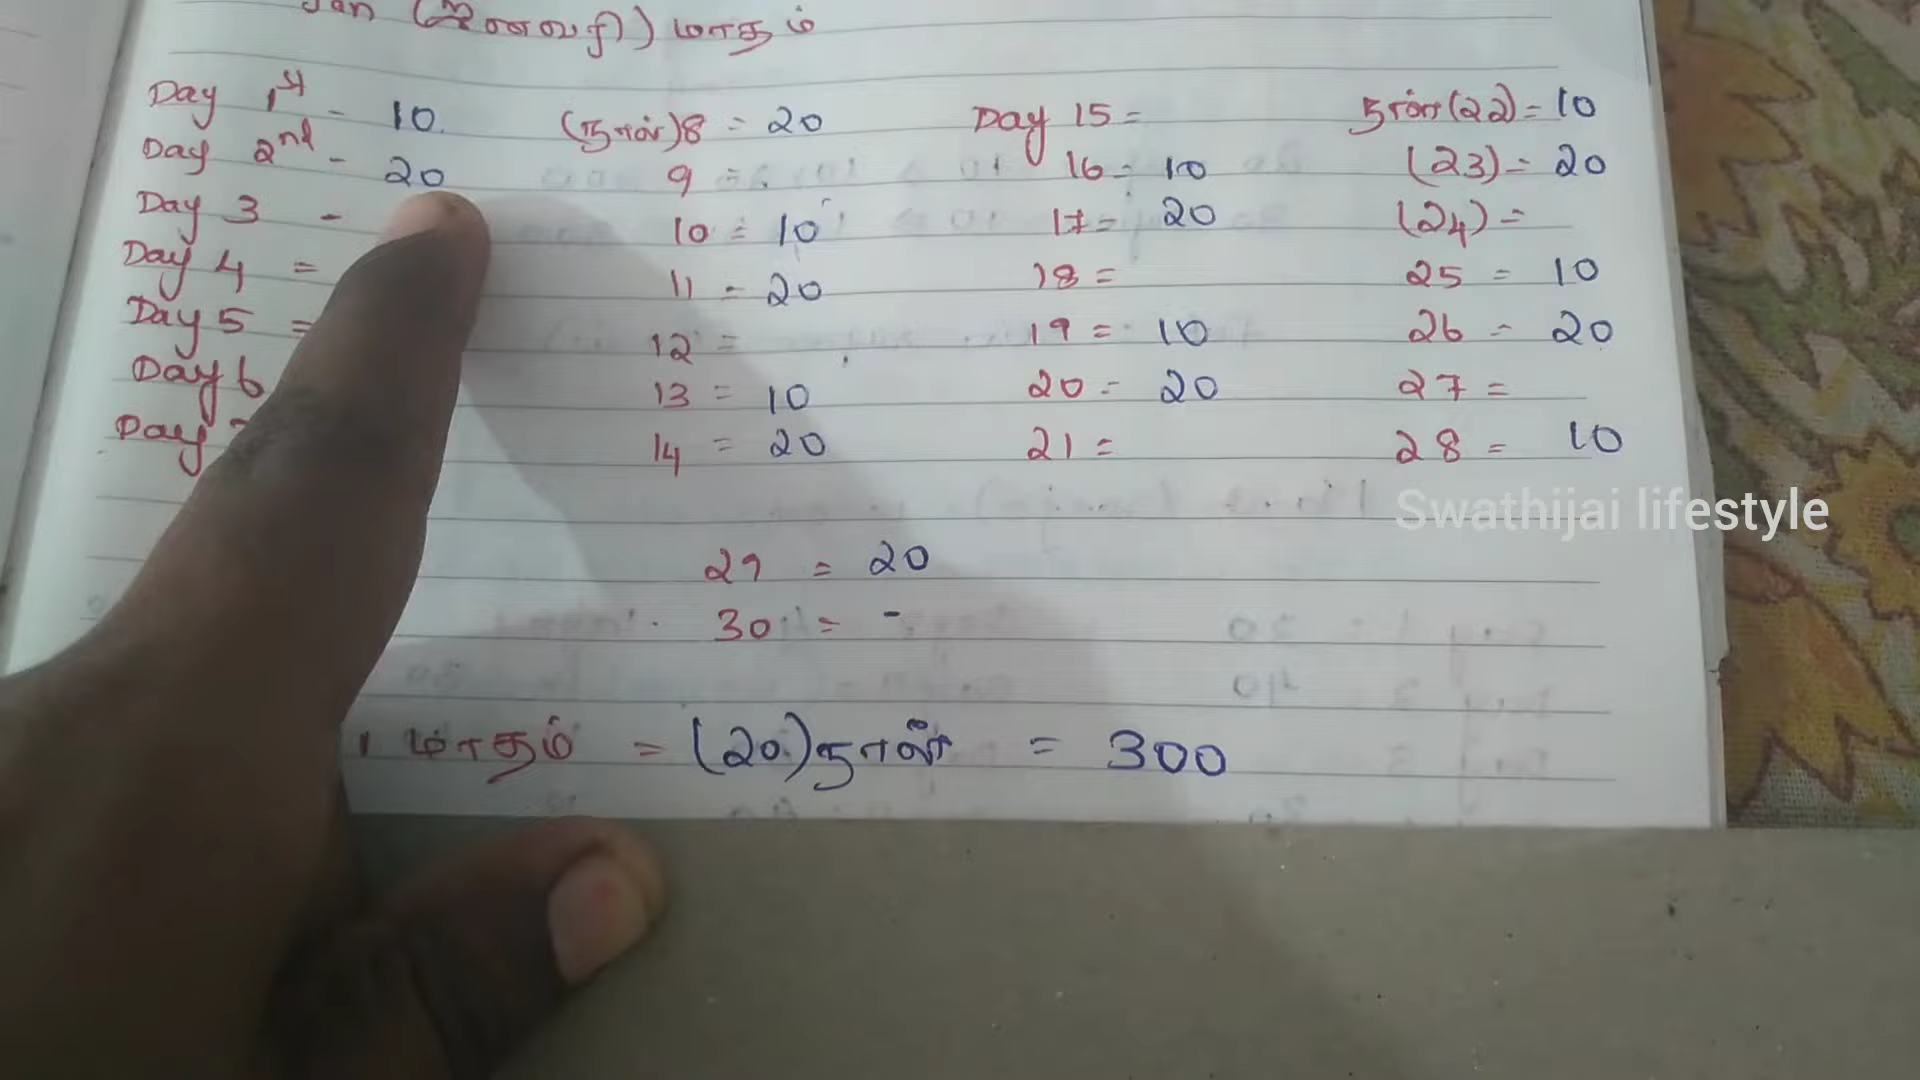 Jan (ஜனவரி) மாதம்
Day 1st - 10
Day 2nd - 20
Day 3 -
Day 4 =
Day 5 =
Day 6
Day
(நாள்)8 = 20
9 =
10 = 10
11 = 20
12 =
13 = 10
14 = 20
Day 15 =
16 = 10
17 = 20
18 =
19 = 10
20 = 20
21 =
நாள்(22) = 10
(23) = 20
(24) =
25 = 10
26 = 20
27 =
28 = 10
Swathijai lifestyle
29 = 20
30 = -
1 மாதம் = (20)நாள் = 300